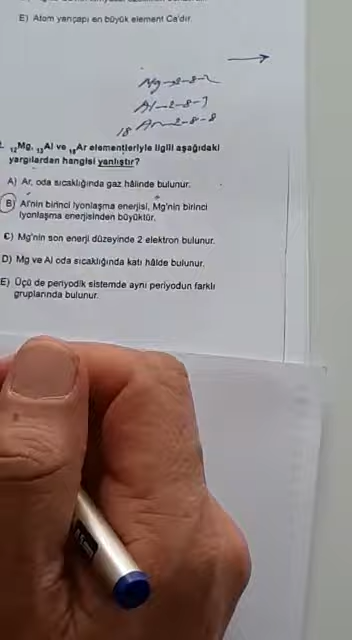 E) Atom yarıçapı en büyük element Ca'dır.
Mg-2-8-2
Al-2-8-3
18 Ar-2-8-8
12Mg, 13Al ve 18Ar elementleriyle ilgili aşağıdaki
yargılardan hangisi yanlıştır?
A) Ar, oda sıcaklığında gaz hâlinde bulunur.
B) Al'nin birinci iyonlaşma enerjisi, Mg'nin birinci
iyonlaşma enerjisinden büyüktür.
C) Mg'nin son enerji düzeyinde 2 elektron bulunur.
D) Mg ve Al oda sıcaklığında katı hâlde bulunur.
E) Üçü de periyodik sistemde aynı periyodun farklı
gruplarında bulunur.